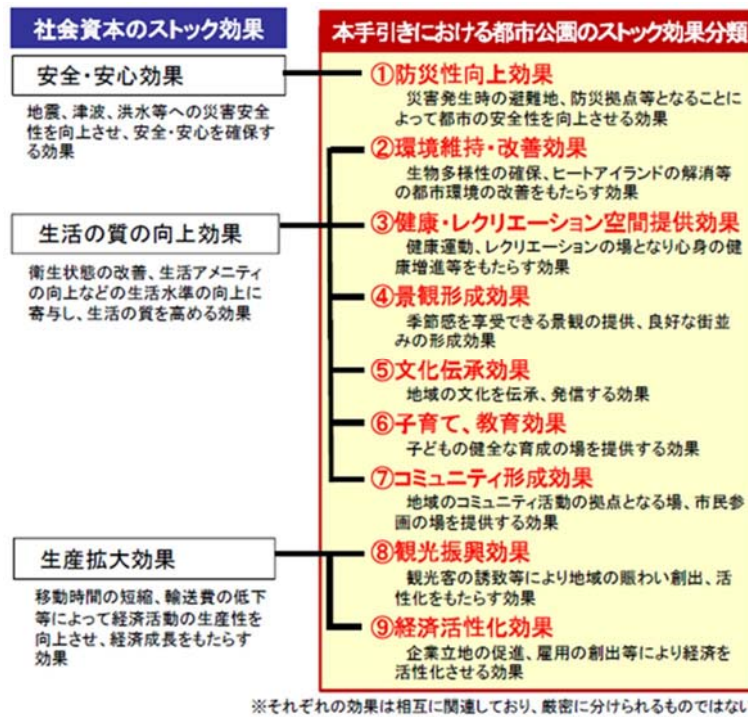 社会資本のストック効果
本手引きにおける都市公園のストック効果分類
安全・安心効果
地震、津波、洪水等への災害安全
性を向上させ、安全・安心を確保す
る効果
①防災性向上効果
災害発生時の避難地、防災拠点等となることに
よって都市の安全性を向上させる効果
②環境維持・改善効果
生物多様性の確保、ヒートアイランドの解消等
の都市環境の改善をもたらす効果
生活の質の向上効果
衛生状態の改善、生活アメニティ
の向上などの生活水準の向上に
寄与し、生活の質を高める効果
③健康・レクリエーション空間提供効果
健康運動、レクリエーションの場となり心身の健
康増進等をもたらす効果
④景観形成効果
季節感を享受できる景観の提供、良好な街並
みの形成効果
⑤文化伝承効果
地域の文化を伝承、発信する効果
⑥子育て、教育効果
子どもの健全な育成の場を提供する効果
⑦コミュニティ形成効果
地域のコミュニティ活動の拠点となる場、市民参
画の場を提供する効果
生産拡大効果
移動時間の短縮、輸送費の低下
等によって経済活動の生産性を
向上させ、経済成長をもたらす
効果
⑧観光振興効果
観光客の誘致等により地域の賑わい創出、活
性化をもたらす効果
⑨経済活性化効果
企業立地の促進、雇用の創出等により経済を
活性化させる効果
※それぞれの効果は相互に関連しており、厳密に分けられるものではない